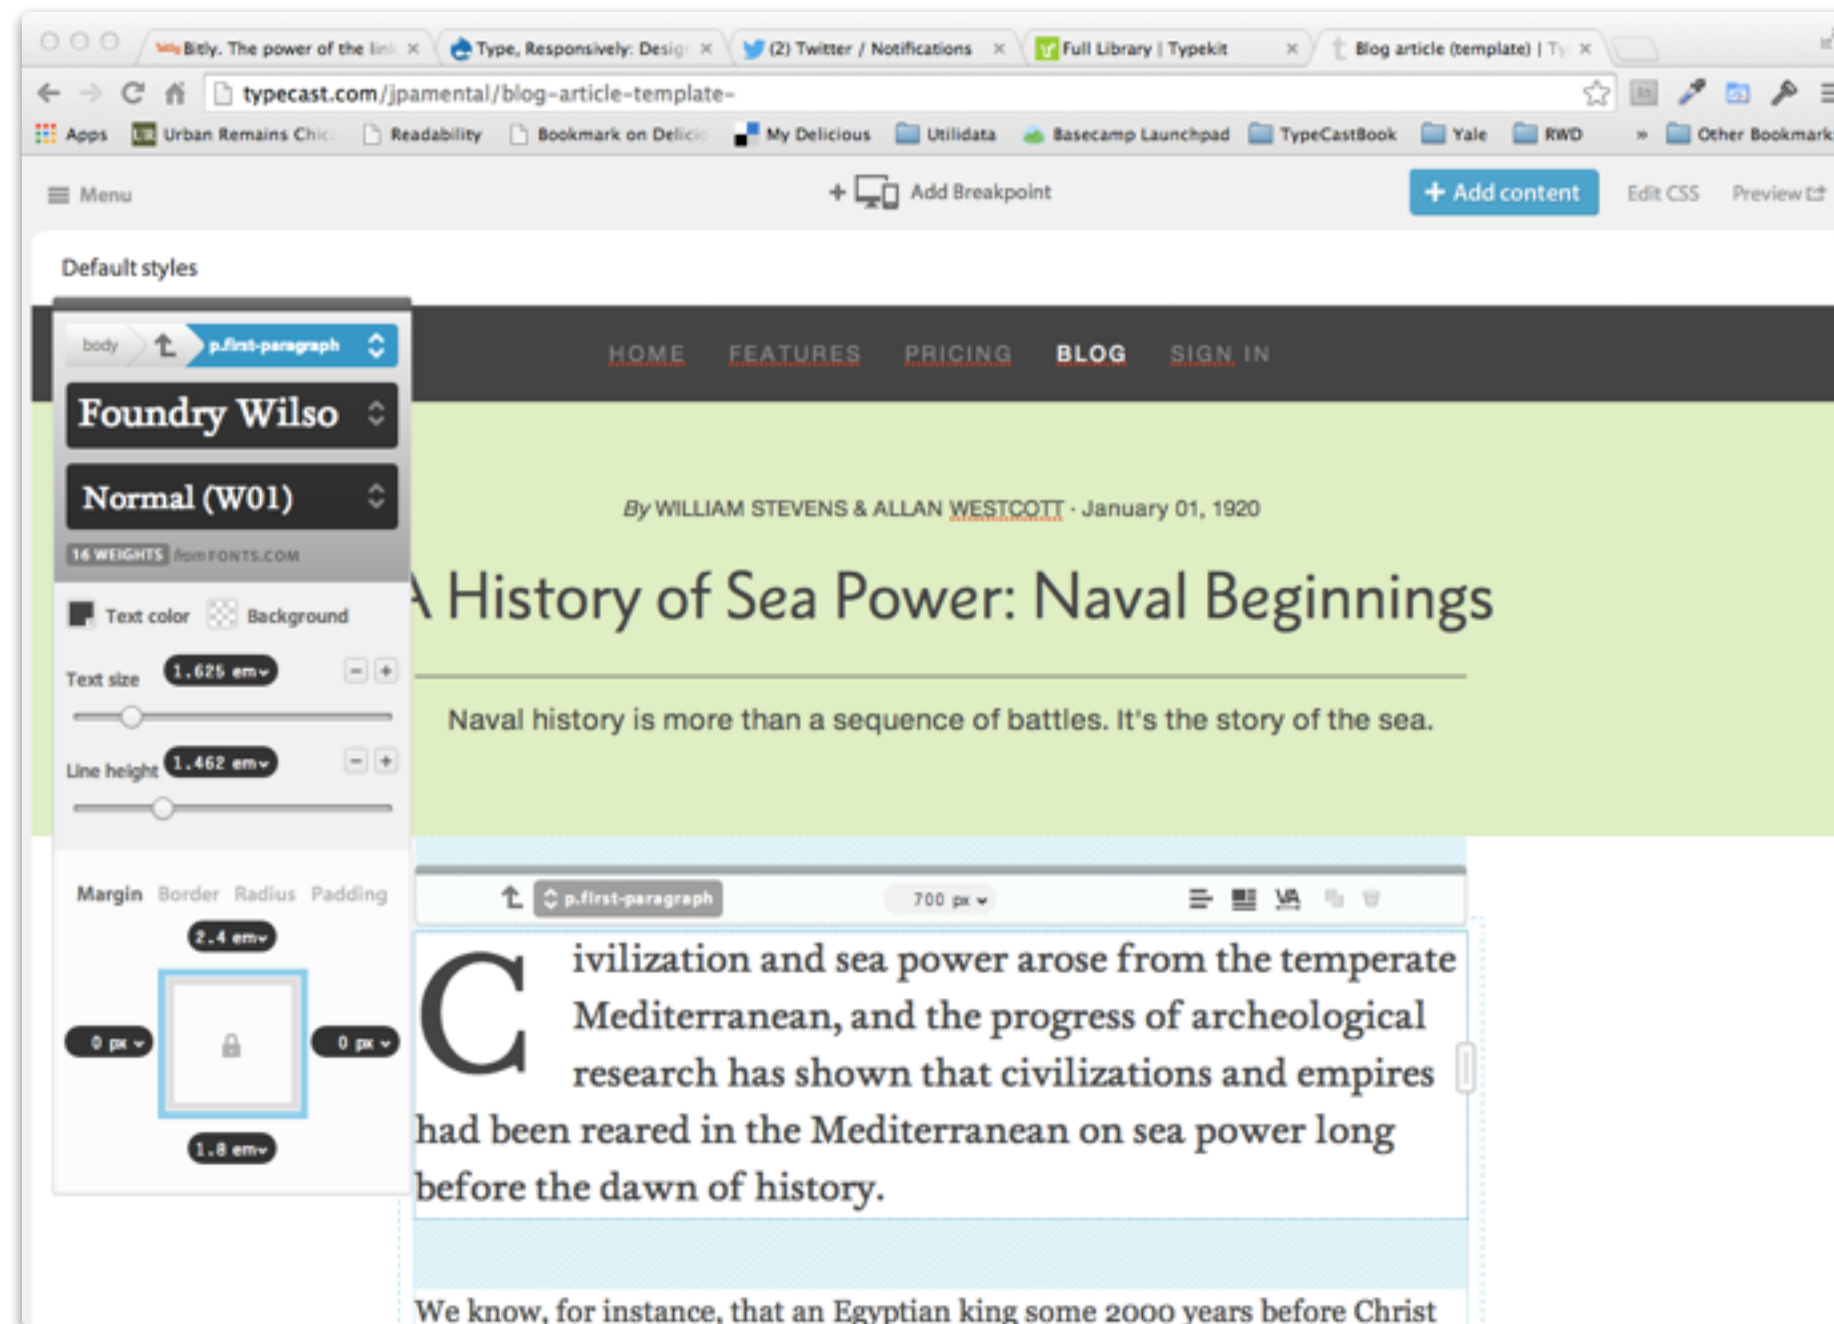 Bitly. The power of the link
Type, Responsively: Desig
(2) Twitter / Notifications
Full Library | Typekit
Blog article (template) | Ty
typecast.com/jpamental/blog-article-template-
Apps
Urban Remains Chic
Readability
Bookmark on Delicio
My Delicious
Utilidata
Basecamp Launchpad
TypeCastBook
Yale
RWD
»
Other Bookmark
Menu
+ Add Breakpoint
+ Add content
Edit CSS
Preview
Default styles
body
p.first-paragraph
Foundry Wilso
Normal (W01)
16 WEIGHTS from FONTS.COM
Text color
Background
Text size 1.625 em
Line height 1.462 em
Margin Border Radius Padding
2.4 em
0 px
0 px
1.8 em
HOME FEATURES PRICING BLOG SIGN IN
By WILLIAM STEVENS & ALLAN WESTCOTT · January 01, 1920
A History of Sea Power: Naval Beginnings
Naval history is more than a sequence of battles. It's the story of the sea.
p.first-paragraph
700 px
VA
Civilization and sea power arose from the temperate
Mediterranean, and the progress of archeological
research has shown that civilizations and empires
had been reared in the Mediterranean on sea power long
before the dawn of history.
We know, for instance, that an Egyptian king some 2000 years before Christ